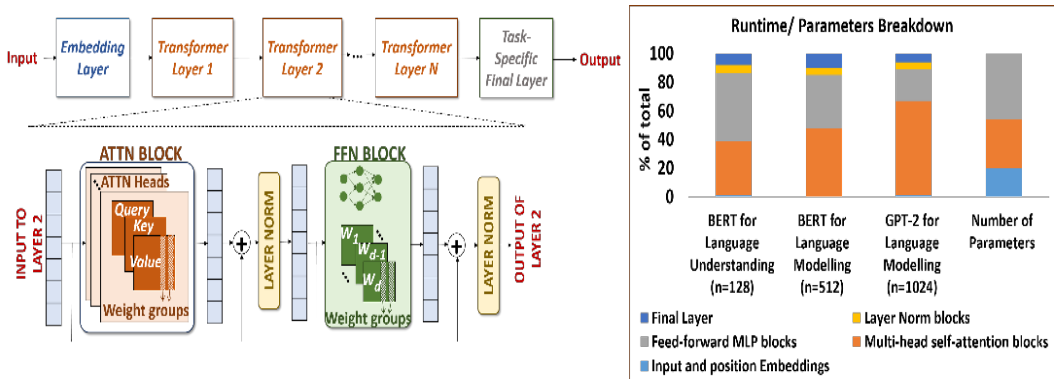 Input
Embedding
Layer
Transformer
Layer 1
Transformer
Layer 2
Transformer
Layer N
Task-
Specific
Final Layer
Output
INPUT TO
LAYER 2
ATTN BLOCK
ATTN Heads
Query
Key
Value
Weight groups
+
LAYER NORM
FFN BLOCK
W1
Wd-1
Wd
Weight groups
+
LAYER NORM
OUTPUT OF
LAYER 2
Runtime/ Parameters Breakdown
% of total
100
80
60
40
20
0
BERT for
Language
Understanding
(n=128)
BERT for
Language
Modelling
(n=512)
GPT-2 for
Language
Modelling
(n=1024)
Number of
Parameters
Final Layer
Layer Norm blocks
Feed-forward MLP blocks
Multi-head self-attention blocks
Input and position Embeddings